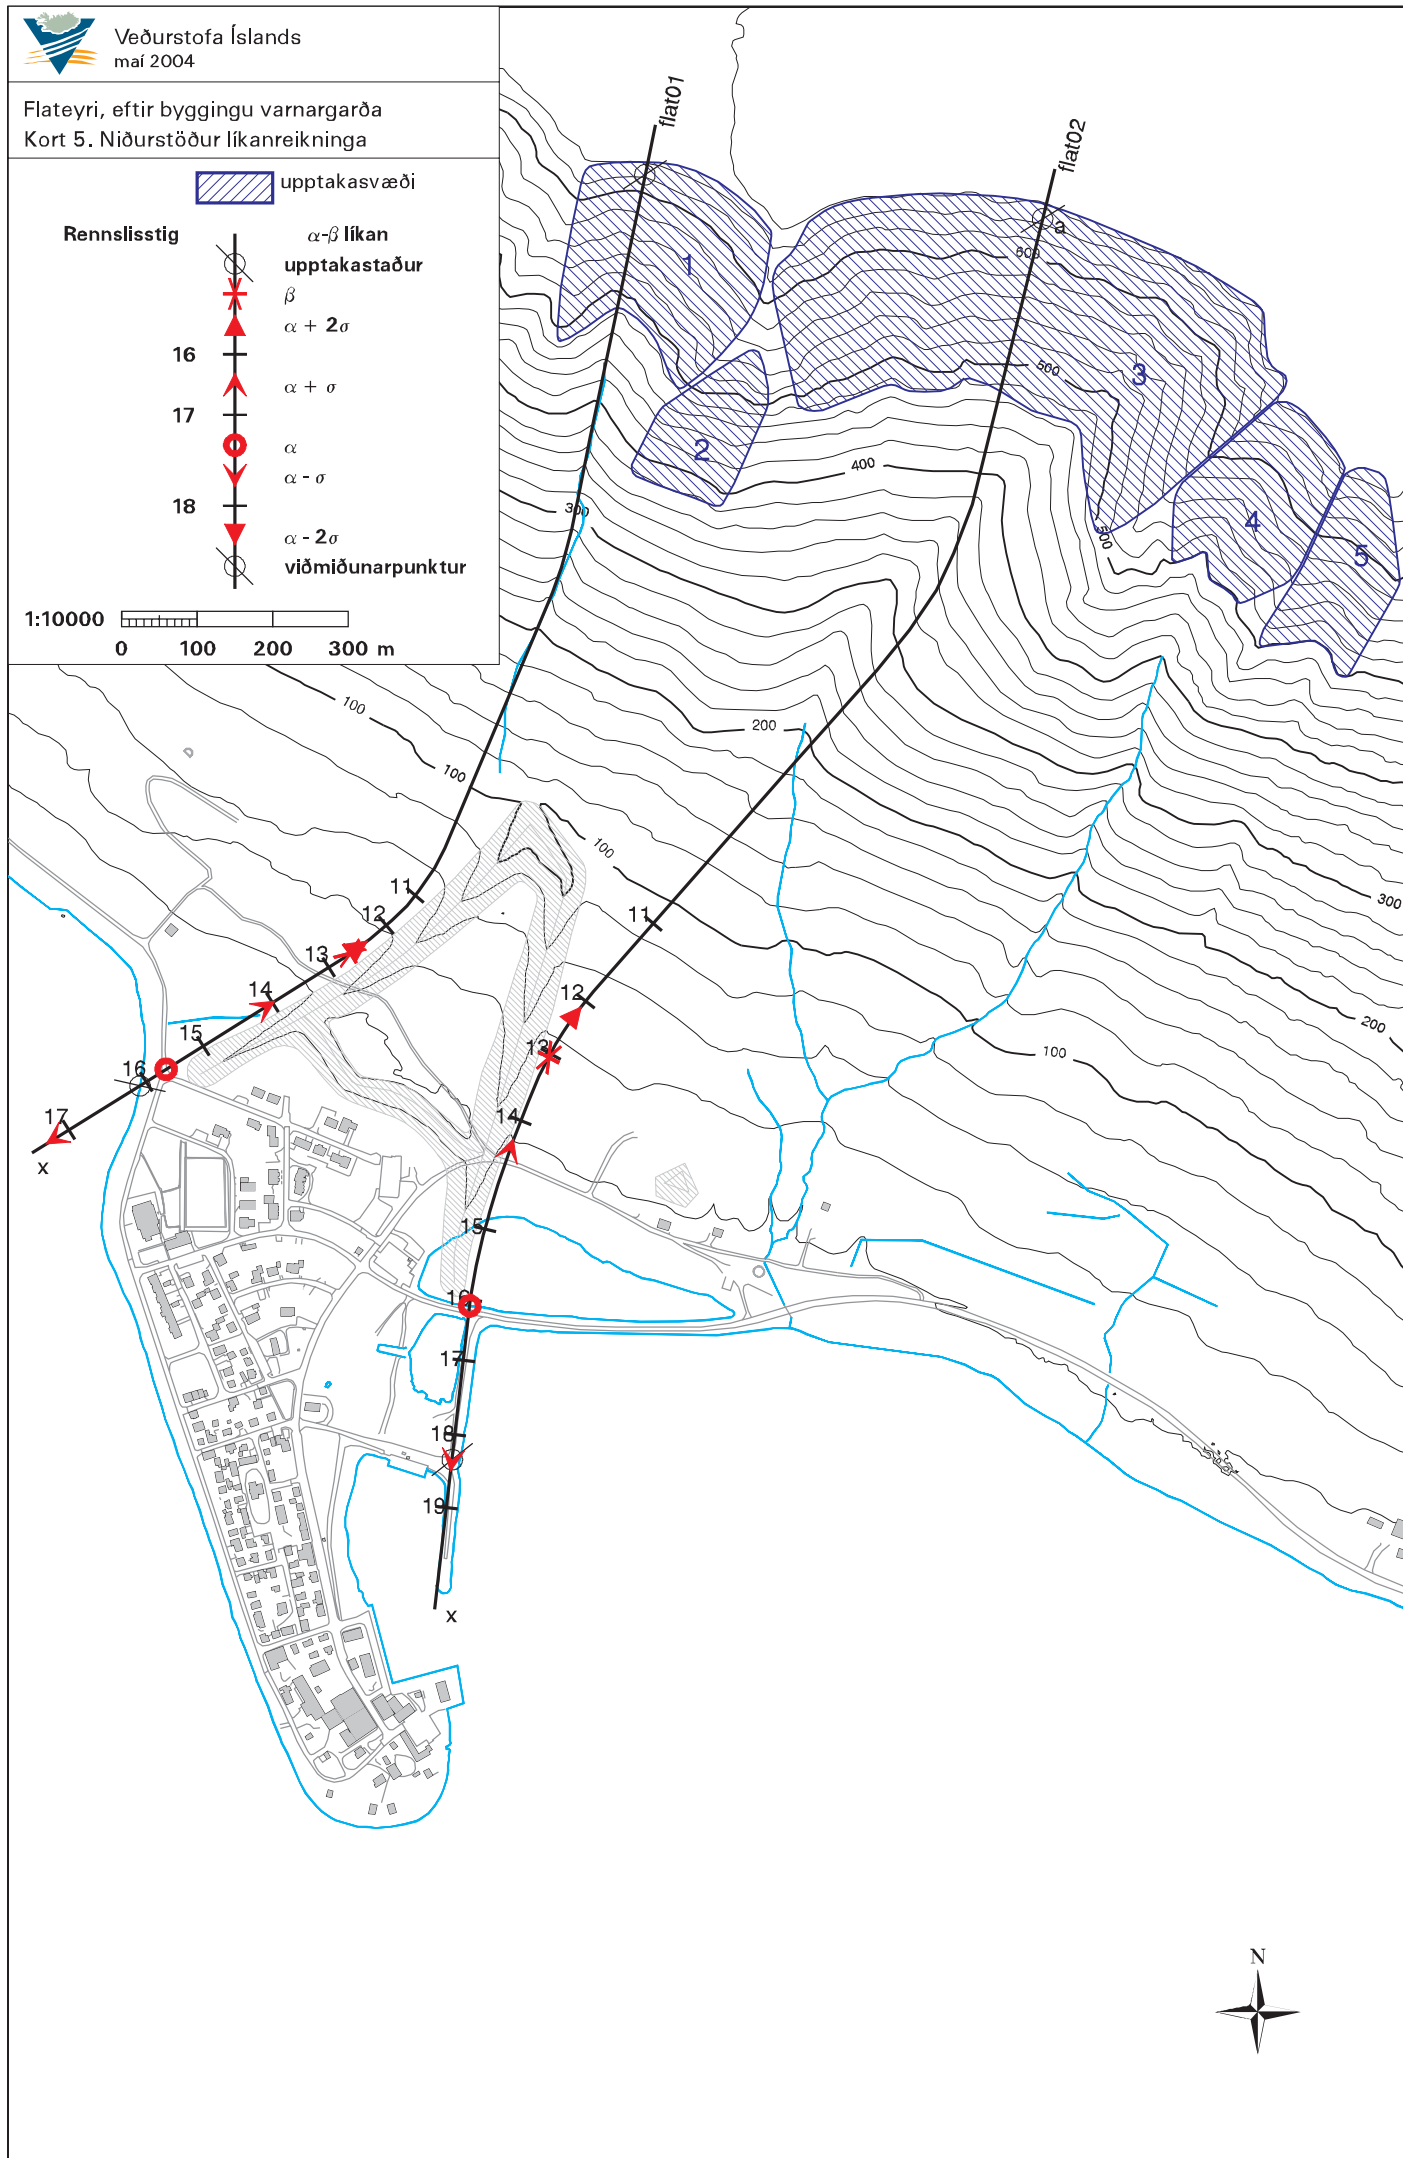 Veðurstofa Íslands
maí 2004
Flateyri, eftir byggingu varnargarða
Kort 5. Niðurstöður líkanreikninga
upptakasvæði
Rennslisstig
α-β líkan
upptakastaður
β
α + 2σ
16
α + σ
17
α
α - σ
18
α - 2σ
viðmiðunarpunktur
1:10000
0 100 200 300 m
flat01
flat02
a
1
600
3
500
2
400
4
500
5
300
100
200
100
100
300
200
100
11
12
13
14
15
16
17
x
11
12
13
14
15
16
17
18
19
x
N